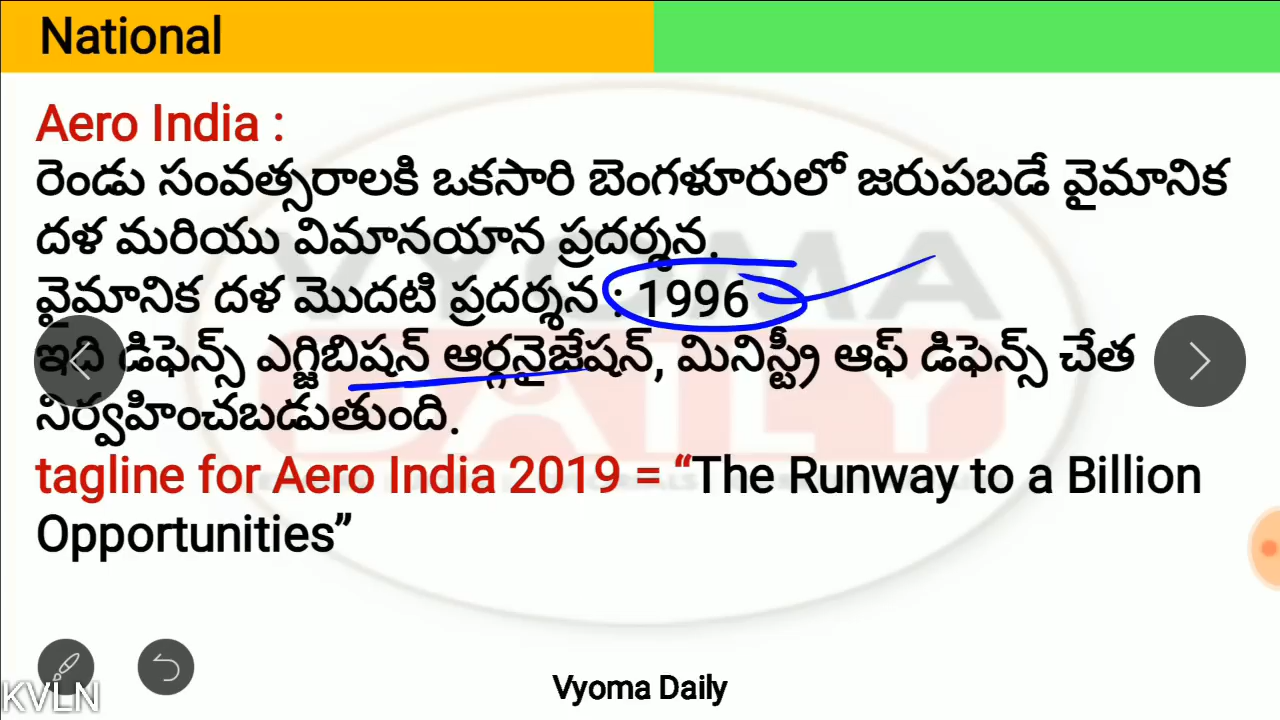 National
Aero India :
రెండు సంవత్సరాలకి ఒకసారి బెంగళూరులో జరుపబడే వైమానిక
దళ మరియు విమానయాన ప్రదర్శన.
వైమానిక దళ మొదటి ప్రదర్శన : 1996
ఇది డిఫెన్స్ ఎగ్జిబిషన్ ఆర్గనైజేషన్, మినిస్ట్రీ ఆఫ్ డిఫెన్స్ చేత
నిర్వహించబడుతుంది.
tagline for Aero India 2019 = “The Runway to a Billion
Opportunities”
VYOMA
DAILY
Vyoma Daily
KVLN